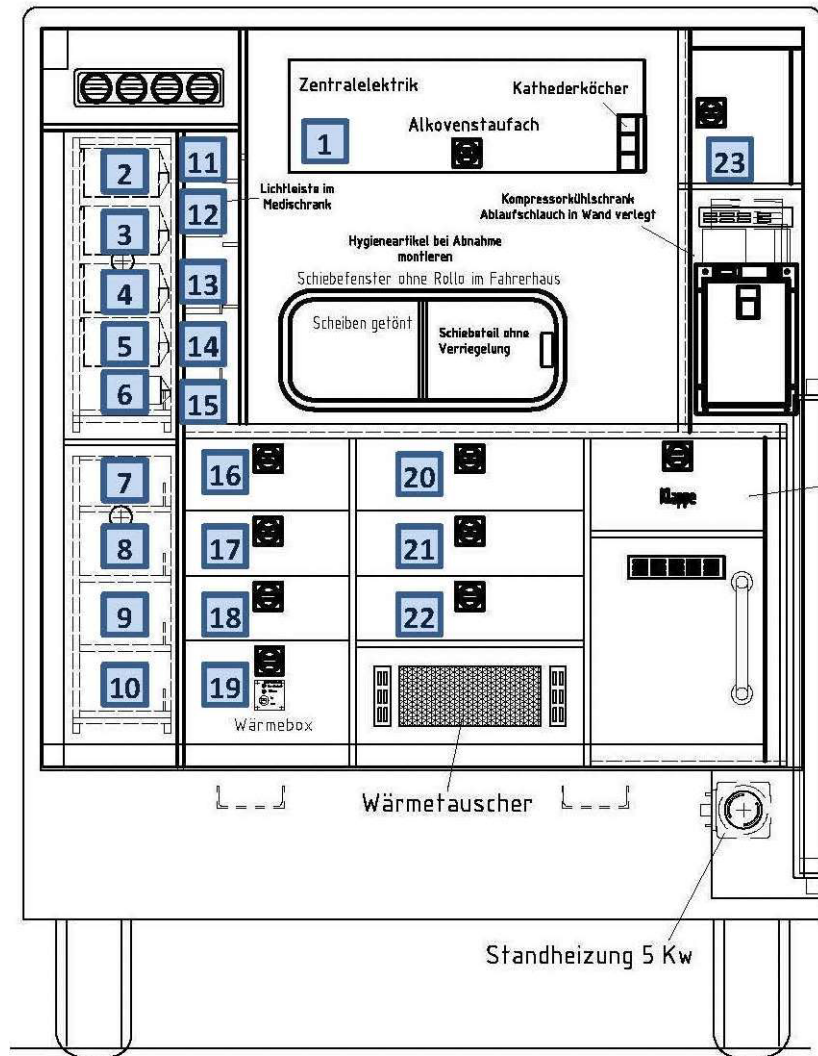 Zentralelektrik
Kathederköcher
Alkovenstaufach
1
23
2
11
Lichtleiste im
Medischrank
12
Kompressorkühlschrank
Ablaufschlauch in Wand verlegt
3
Hygieneartikel bei Abnahme
montieren
Schiebefenster ohne Rollo im Fahrerhaus
4
13
Scheiben getönt
Schiebeteil ohne
Verriegelung
5
14
6
15
7
16
20
Klappe
8
17
21
9
18
22
10
19
Wärmebox
Wärmetauscher
Standheizung 5 Kw